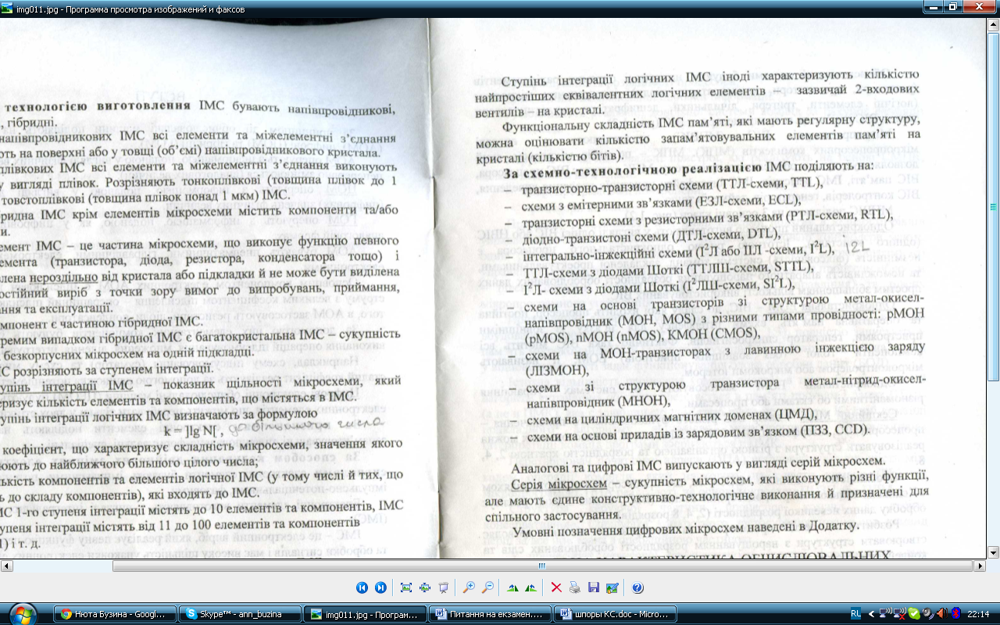 img011.jpg - Программа просмотра изображений и факсов
технологією виготовлення ІМС бувають напівпровідникові,
, гібридні.
напівпровідникових ІМС всі елементи та міжелементні з’єднання
ють на поверхні або у товщі (об’ємі) напівпровідникового кристала.
плівкових ІМС всі елементи та міжелементні з’єднання виконують
у вигляді плівок. Розрізняють тонкоплівкові (товщина плівок до 1
товстоплівкові (товщина плівок понад 1 мкм) ІМС.
ібридна ІМС крім елементів мікросхеми містить компоненти та/або
и.
емент ІМС – це частина мікросхеми, що виконує функцію певного
емента (транзистора, діода, резистора, конденсатора тощо) і
влена нероздільно від кристала або підкладки й не може бути виділена
остійний виріб з точки зору вимог до випробувань, приймання,
ання та експлуатації.
мпонент є частиною гібридної ІМС.
кремим випадком гібридної ІМС є багатокристальна ІМС – сукупність
безкорпусних мікросхем на одній підкладці.
МС розрізняють за ступенем інтеграції.
тупінь інтеграції ІМС – показник щільності мікросхеми, який
еризує кількість елементів та компонентів, що містяться в ІМС.
тупінь інтеграції логічних ІМС визначають за формулою
k = ]lg N[ , до більшого числа
коефіцієнт, що характеризує складність мікросхеми, значення якого
юють до найближчого більшого цілого числа;
лькість компонентів та елементів логічної ІМС (у тому числі й тих, що
ь до складу компонентів), які входять до ІМС.
МС 1-го ступеня інтеграції містять до 10 елементів та компонентів, ІМС
упеня інтеграції містять від 11 до 100 елементів та компонентів
1) і т. д.
Ступінь інтеграції логічних ІМС іноді характеризують кількістю
найпростіших еквівалентних логічних елементів – зазвичай 2-входових
вентилів – на кристалі.
Функціональну складність ІМС пам’яті, які мають регулярну структуру,
можна оцінювати кількістю запам’ятовувальних елементів пам’яті на
кристалі (кількістю бітів).
За схемно-технологічною реалізацією ІМС поділяють на:
– транзисторно-транзисторні схеми (ТТЛ-схеми, TTL),
– схеми з емітерними зв’язками (ЕЗЛ-схеми, ECL),
– транзисторні схеми з резисторними зв’язками (РТЛ-схеми, RTL),
– діодно-транзистоні схеми (ДТЛ-схеми, DTL),
– інтегрально-інжекційні схеми (І²Л або ІІЛ -схеми, I²L), I2L
– ТТЛ-схеми з діодами Шоткі (ТТЛШ-схеми, STTL),
– І²Л- схеми з діодами Шоткі (І²ЛШ-схеми, SI²L),
– схеми на основі транзисторів зі структурою метал-окисел-
напівпровідник (МОН, MOS) з різними типами провідності: рМОН
(pMOS), nМОН (nMOS), КМОН (CMOS),
– схеми на МОН-транзисторах з лавинною інжекцією заряду
(ЛІЗМОН),
– схеми зі структурою транзистора метал-нітрид-окисел-
напівпровідник (МНОН),
– схеми на циліндричних магнітних доменах (ЦМД),
– схеми на основі приладів із зарядовим зв’язком (ПЗЗ, CCD).
Аналогові та цифрові ІМС випускають у вигляді серій мікросхем.
Серія мікросхем – сукупність мікросхем, які виконують різні функції,
але мають єдине конструктивно-технологічне виконання й призначені для
спільного застосування.
Умовні позначення цифрових мікросхем наведені в Додатку.
Нюта Бузина - Googl...
Skype™ - ann_buzina
img011.jpg - Програм...
Питання на екзамен....
шпоры КС.doc - Micro...
RL
22:14